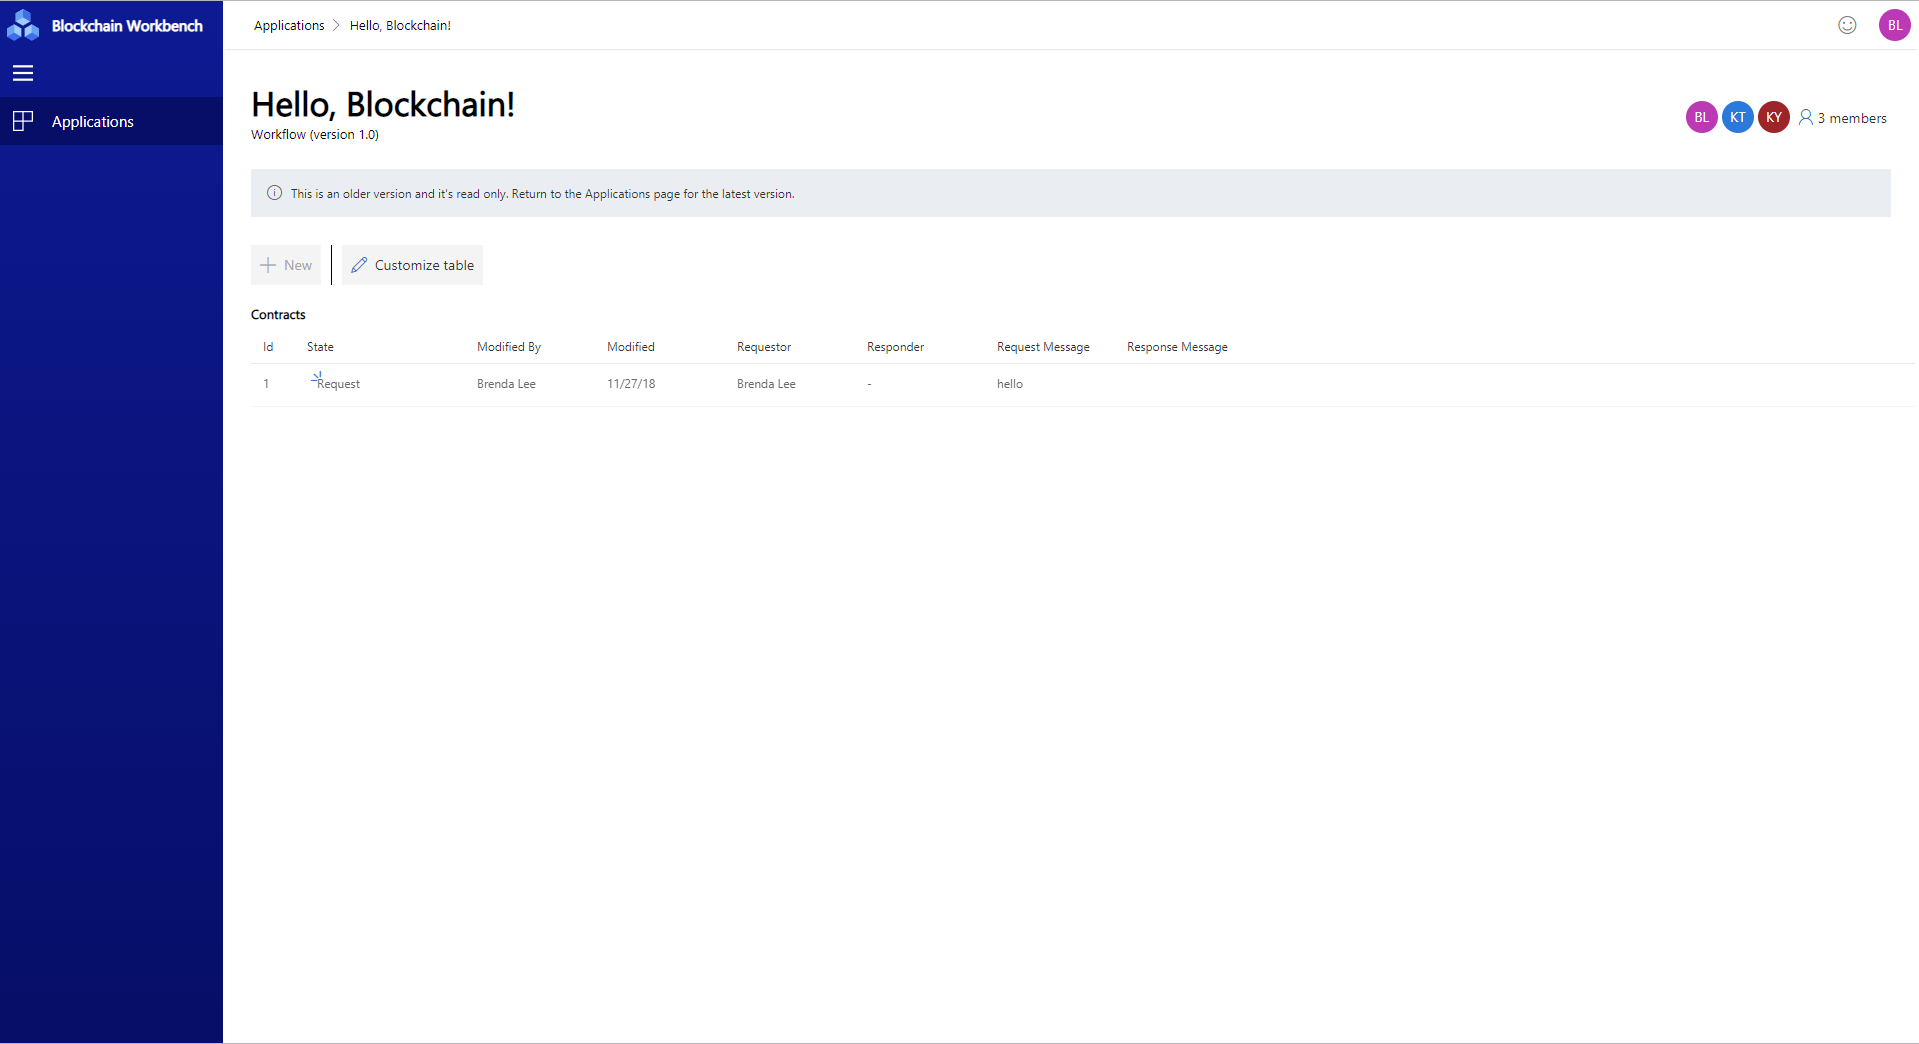 Blockchain Workbench
Applications
Applications Hello, Blockchain!
BL
Hello, Blockchain!
Workflow (version 1.0)
BL KT KY 3 members
This is an older version and it's read only. Return to the Applications page for the latest version.
New Customize table
Contracts
Id State Modified By Modified Requestor Responder Request Message Response Message
1 Request Brenda Lee 11/27/18 Brenda Lee - hello